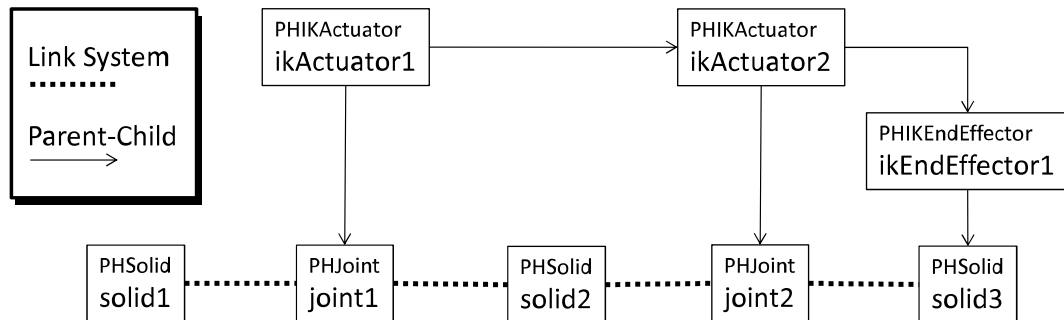 Link System
Parent-Child
PHIKActuator
ikActuator1
PHIKActuator
ikActuator2
PHIKEndEffector
ikEndEffector1
PHSolid
solid1
PHJoint
joint1
PHSolid
solid2
PHJoint
joint2
PHSolid
solid3